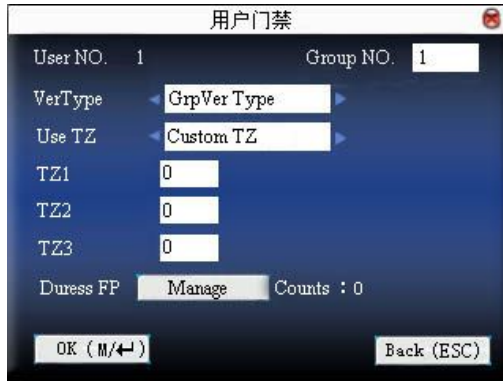 用户门禁
User NO. 1 Group NO. 1
VerType GrpVer Type
Use TZ Custom TZ
TZ1 0
TZ2 0
TZ3 0
Duress FP Manage Counts : 0
OK (M/↵) Back (ESC)